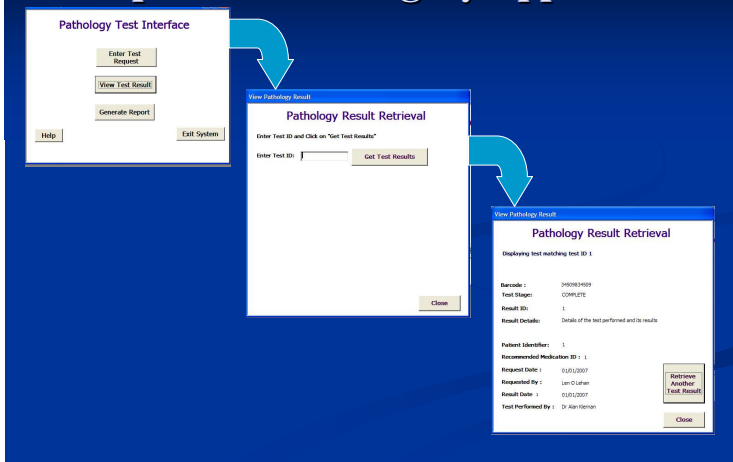 Pathology Test Interface
Enter Test
Request
View Test Result
Generate Report
Help
Exit System
View Pathology Result
Pathology Result Retrieval
Enter Test ID and Click on "Get Test Results"
Enter Test ID:
Get Test Results
Close
View Pathology Result
Pathology Result Retrieval
Displaying test matching test ID 1
Barcode :
34509834509
Test Stage:
COMPLETE
Result ID:
1
Result Details:
Details of the test performed and its results
Patient Identifier:
1
Recommended Medication ID : 1
Request Date :
01/01/2007
Requested By :
Len O Lehan
Result Date :
01/01/2007
Test Performed By :
Dr Alan Kiernan
Retrieve
Another
Test Result
Close